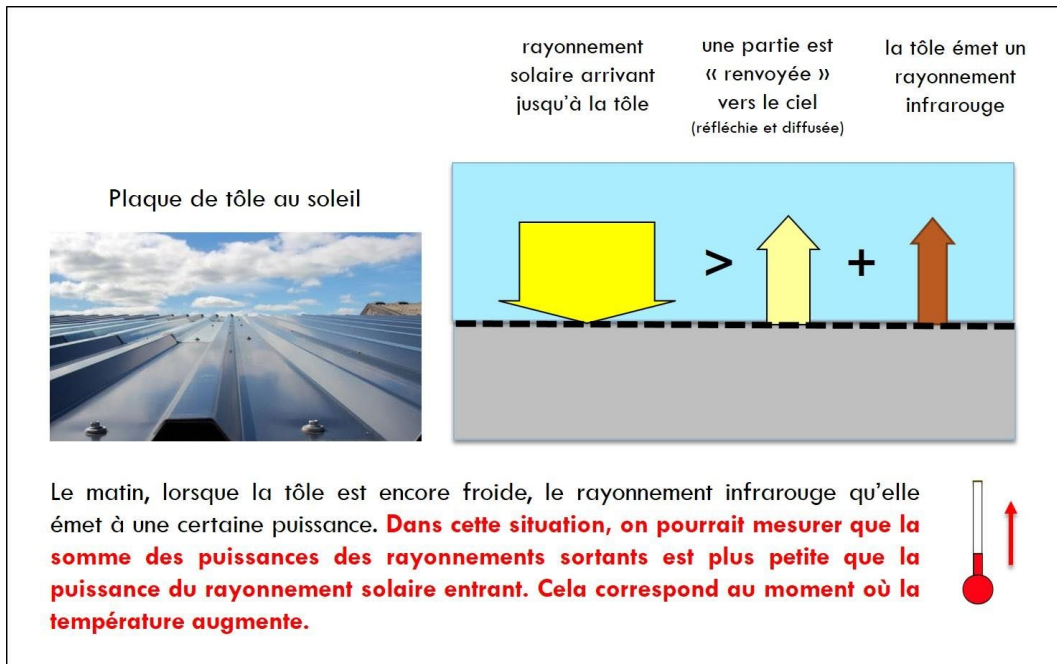 rayonnement
solaire arrivant
jusqu'à la tôle
une partie est
« renvoyée »
vers le ciel
(réfléchie et diffusée)
la tôle émet un
rayonnement
infrarouge
Plaque de tôle au soleil
>
+
Le matin, lorsque la tôle est encore froide, le rayonnement infrarouge qu'elle
émet à une certaine puissance. Dans cette situation, on pourrait mesurer que la
somme des puissances des rayonnements sortants est plus petite que la
puissance du rayonnement solaire entrant. Cela correspond au moment où la
température augmente.